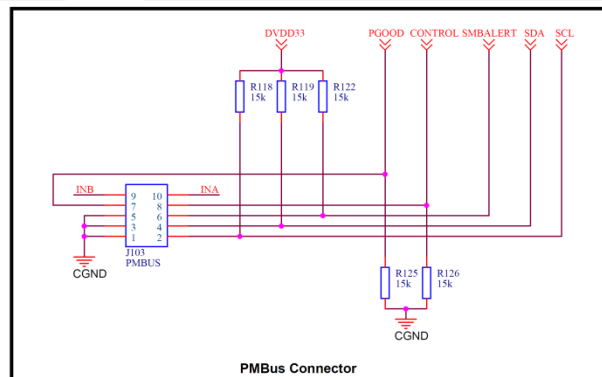 DVDD33 PGOOD CONTROL SMBALERT SDA SCL
R118 R119 R122
15k 15k 15k
INB 9 10 INA
7 8
5 6
3 4
1 2
J103
PMBUS
CGND
R125 R126
15k 15k
CGND
PMBus Connector